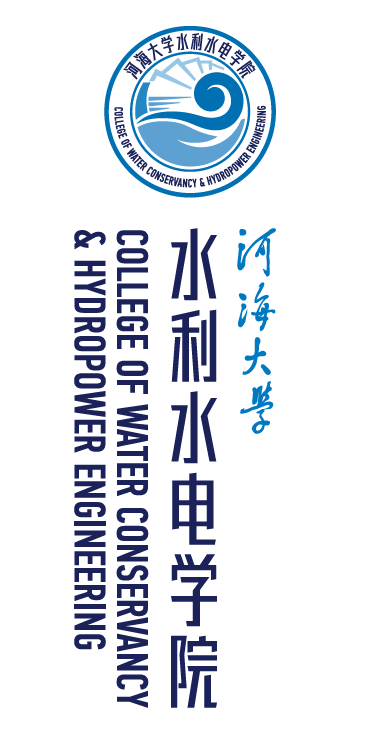 河海大学水利水电学院
COLLEGE OF WATER CONSERVANCY & HYDROPOWER ENGINEERING
河海大學
水利水电学院
COLLEGE OF WATER CONSERVANCY
& HYDROPOWER ENGINEERING